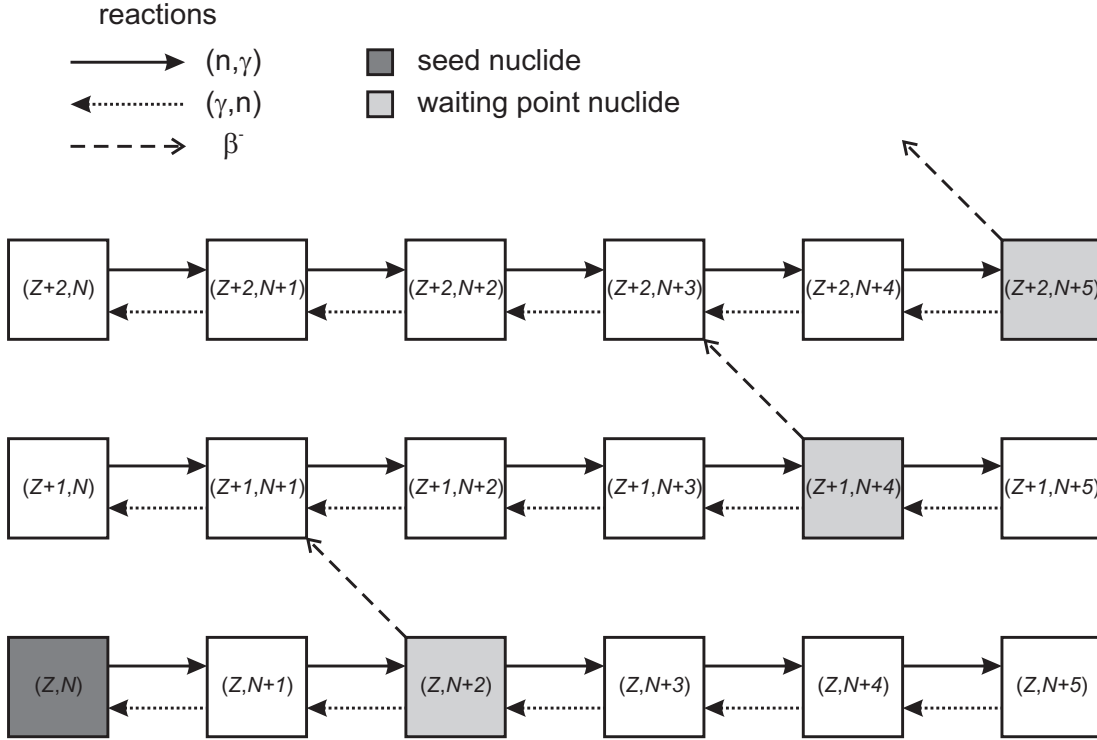 reactions
(n,γ)
seed nuclide
(γ,n)
waiting point nuclide
β-
(Z+2,N)
(Z+2,N+1)
(Z+2,N+2)
(Z+2,N+3)
(Z+2,N+4)
(Z+2,N+5)
(Z+1,N)
(Z+1,N+1)
(Z+1,N+2)
(Z+1,N+3)
(Z+1,N+4)
(Z+1,N+5)
(Z,N)
(Z,N+1)
(Z,N+2)
(Z,N+3)
(Z,N+4)
(Z,N+5)